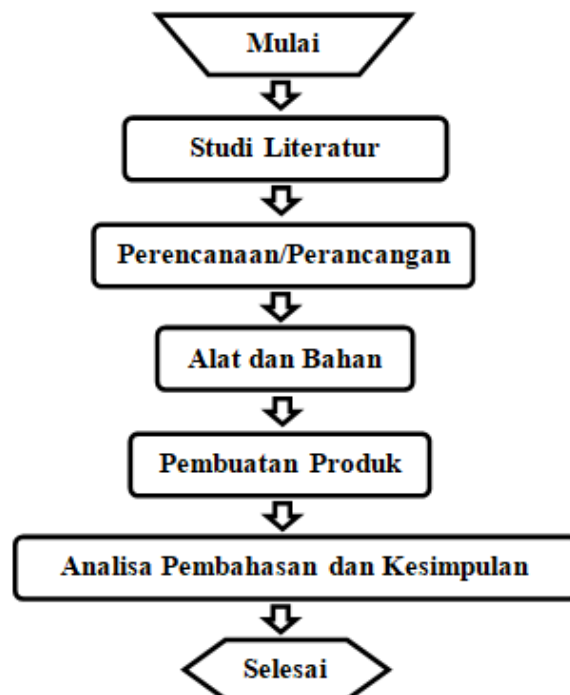 Mulai
Studi Literatur
Perencanaan/Perancangan
Alat dan Bahan
Pembuatan Produk
Analisa Pembahasan dan Kesimpulan
Selesai